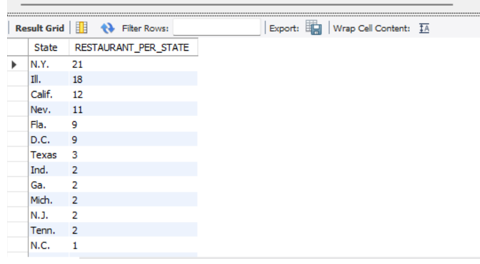 Result Grid Filter Rows: Export: Wrap Cell Content: IA
State RESTAURANT_PER_STATE
N.Y. 21
Ill. 18
Calif. 12
Nev. 11
Fla. 9
D.C. 9
Texas 3
Ind. 2
Ga. 2
Mich. 2
N.J. 2
Tenn. 2
N.C. 1